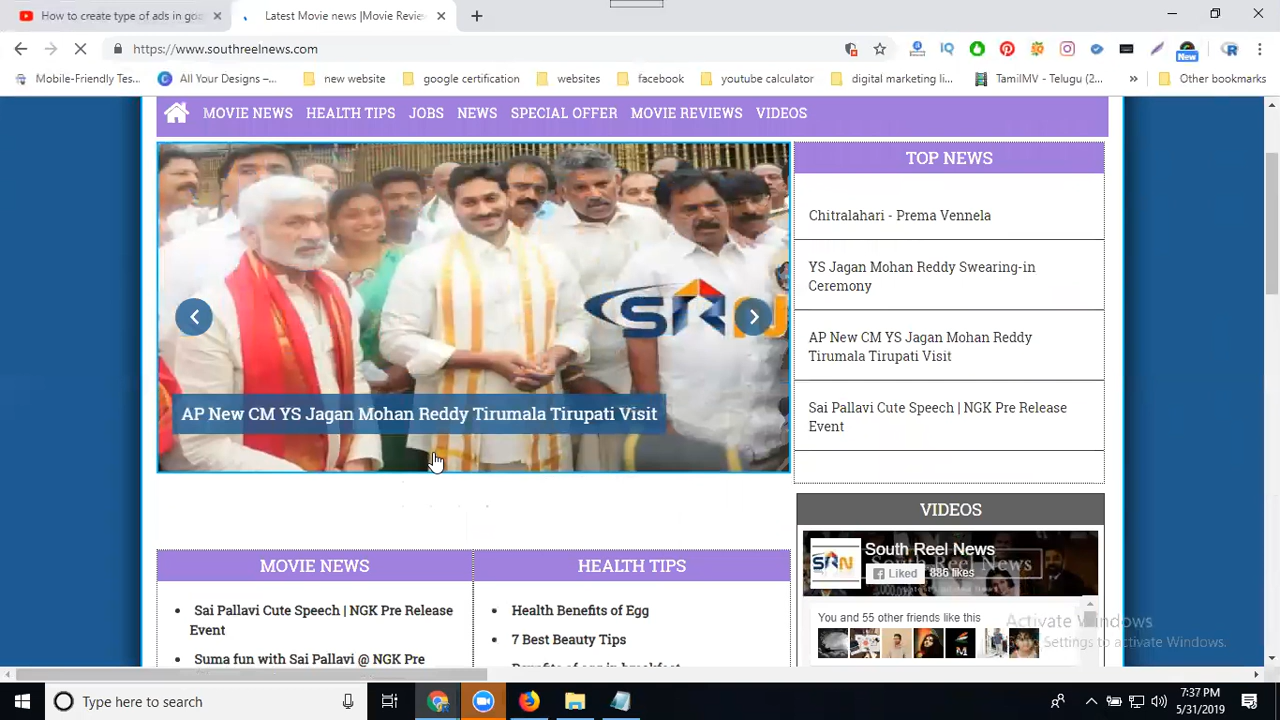 How to create type of ads in goo
Latest Movie news |Movie Review
https://www.southreelnews.com
New
Mobile-Friendly Tes...
All Your Designs –...
new website
google certification
websites
facebook
youtube calculator
digital marketing li...
TamilMV - Telugu (2...
Other bookmarks
MOVIE NEWS HEALTH TIPS JOBS NEWS SPECIAL OFFER MOVIE REVIEWS VIDEOS
TOP NEWS
Chitralahari - Prema Vennela
YS Jagan Mohan Reddy Swearing-in
Ceremony
AP New CM YS Jagan Mohan Reddy
Tirumala Tirupati Visit
Sai Pallavi Cute Speech | NGK Pre Release
Event
AP New CM YS Jagan Mohan Reddy Tirumala Tirupati Visit
VIDEOS
SRN
South Reel News
Liked 886 likes
You and 55 other friends like this
MOVIE NEWS
Sai Pallavi Cute Speech | NGK Pre Release
Event
Suma fun with Sai Pallavi @ NGK Pre
HEALTH TIPS
Health Benefits of Egg
7 Best Beauty Tips
Activate Windows
Settings to activate Windows.
Type here to search
7:37 PM
5/31/2019